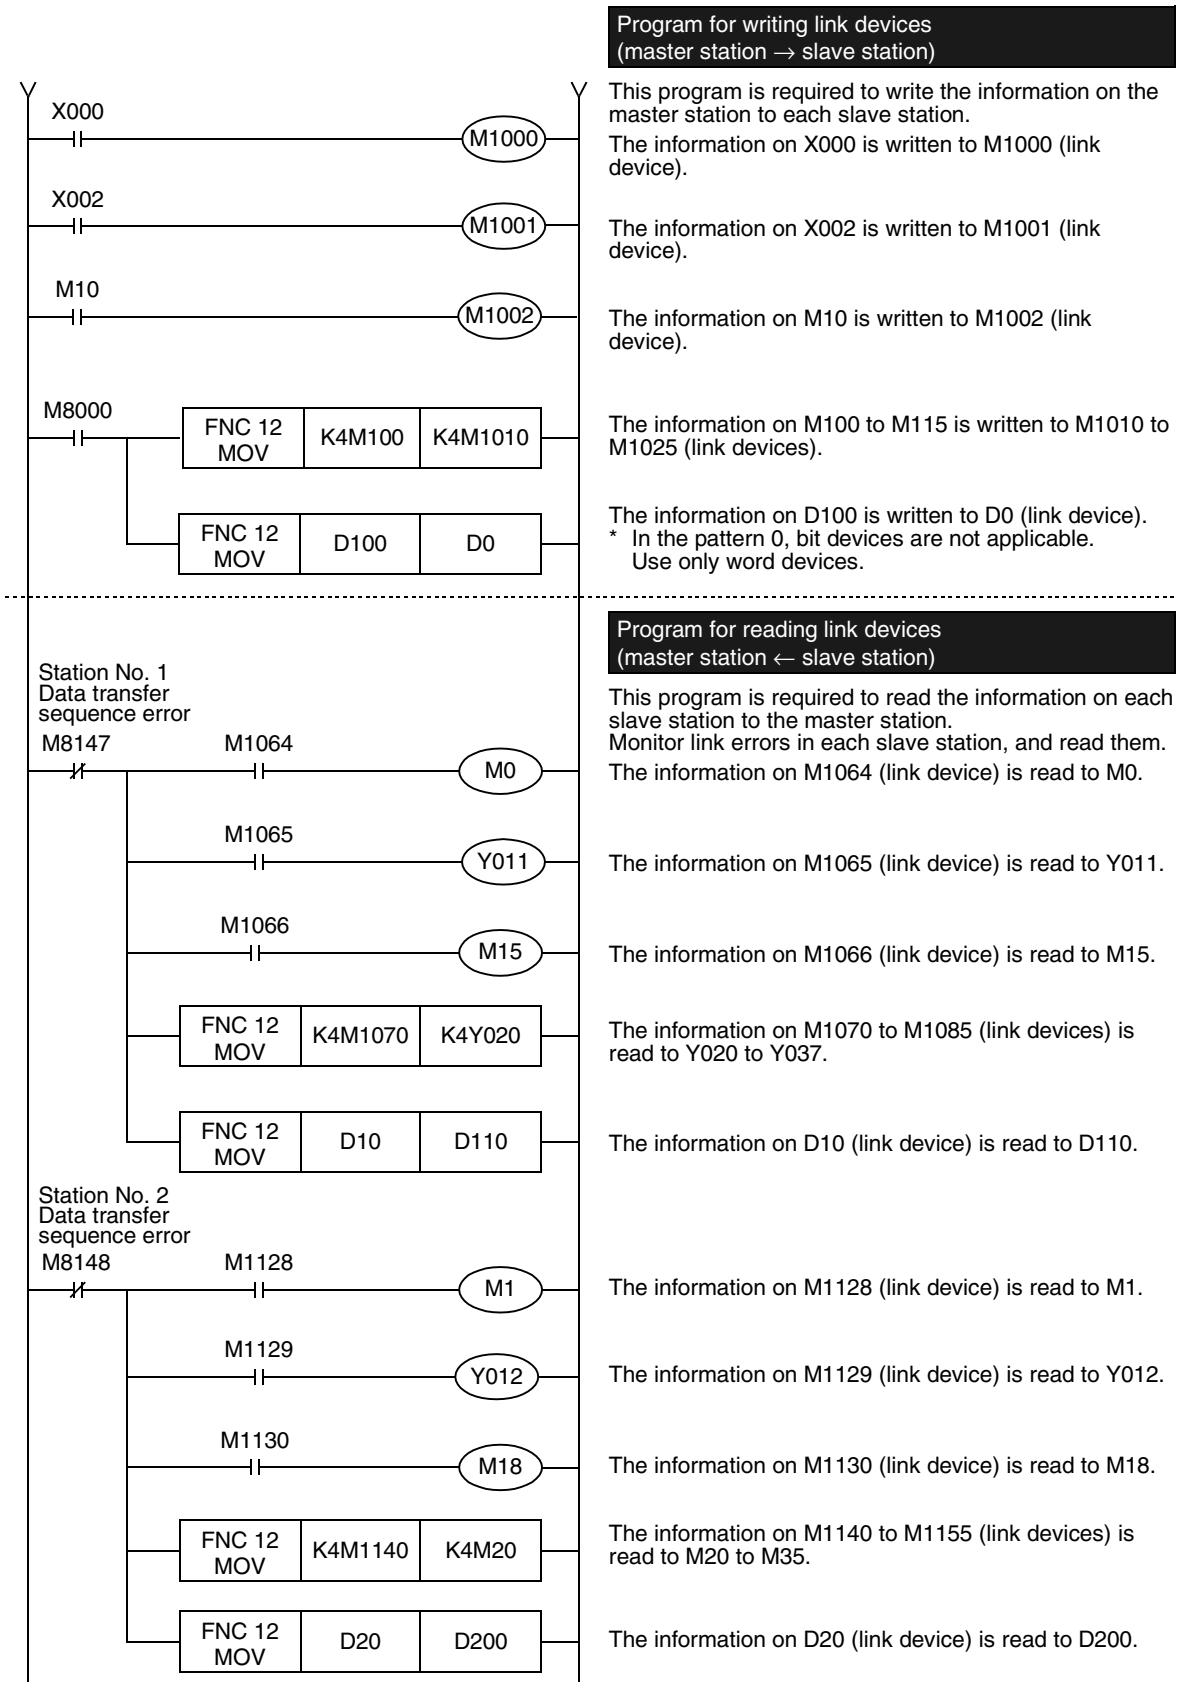 Program for writing link devices
(master station → slave station)
This program is required to write the information on the
master station to each slave station.
X000
M1000
The information on X000 is written to M1000 (link
device).
X002
M1001
The information on X002 is written to M1001 (link
device).
M10
M1002
The information on M10 is written to M1002 (link
device).
M8000
FNC 12
MOV
K4M100
K4M1010
The information on M100 to M115 is written to M1010 to
M1025 (link devices).
FNC 12
MOV
D100
D0
The information on D100 is written to D0 (link device).
* In the pattern 0, bit devices are not applicable.
Use only word devices.
Program for reading link devices
(master station ← slave station)
This program is required to read the information on each
slave station to the master station.
Monitor link errors in each slave station, and read them.
Station No. 1
Data transfer
sequence error
M8147
M1064
M0
The information on M1064 (link device) is read to M0.
M1065
Y011
The information on M1065 (link device) is read to Y011.
M1066
M15
The information on M1066 (link device) is read to M15.
FNC 12
MOV
K4M1070
K4Y020
The information on M1070 to M1085 (link devices) is
read to Y020 to Y037.
FNC 12
MOV
D10
D110
The information on D10 (link device) is read to D110.
Station No. 2
Data transfer
sequence error
M8148
M1128
M1
The information on M1128 (link device) is read to M1.
M1129
Y012
The information on M1129 (link device) is read to Y012.
M1130
M18
The information on M1130 (link device) is read to M18.
FNC 12
MOV
K4M1140
K4M20
The information on M1140 to M1155 (link devices) is
read to M20 to M35.
FNC 12
MOV
D20
D200
The information on D20 (link device) is read to D200.